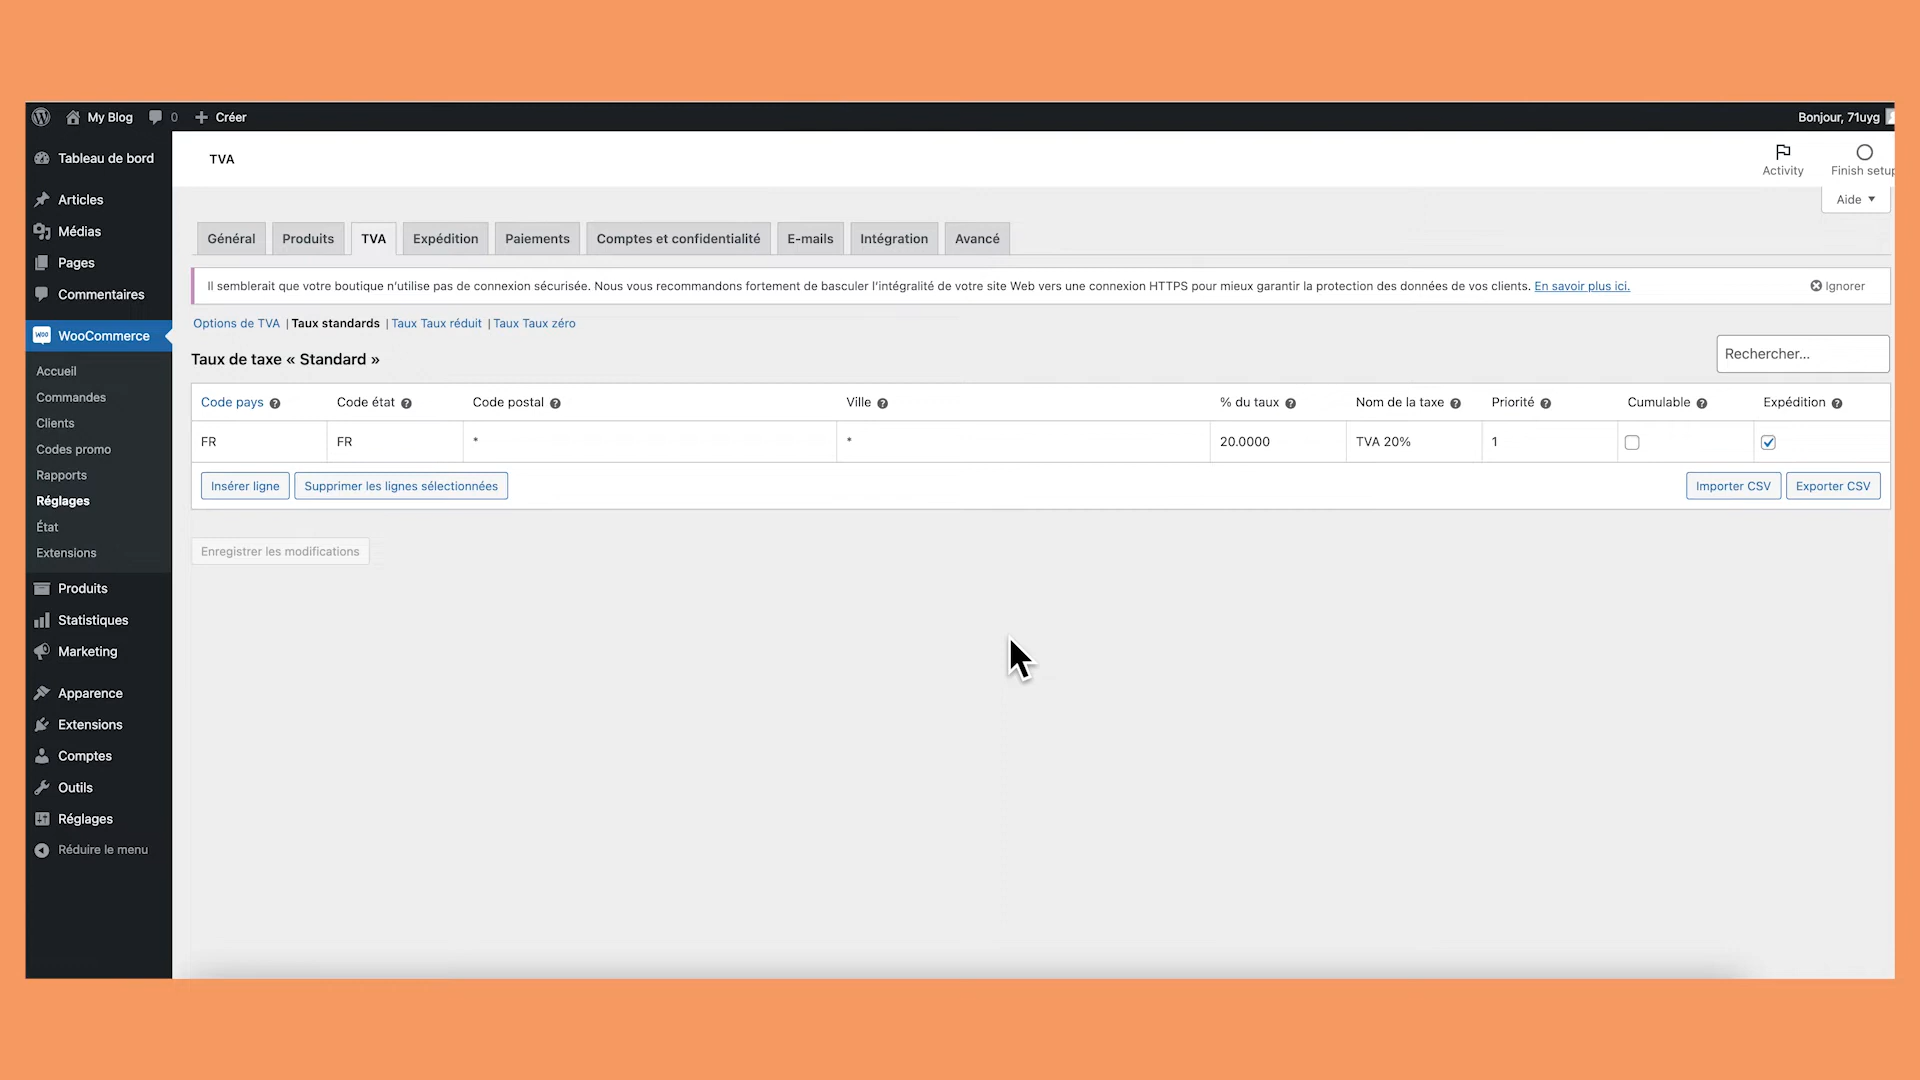 My Blog 0 Créer
Bonjour, 71uyg
Tableau de bord
Articles
Médias
Pages
Commentaires
WooCommerce
Accueil
Commandes
Clients
Codes promo
Rapports
Réglages
État
Extensions
Produits
Statistiques
Marketing
Apparence
Extensions
Comptes
Outils
Réglages
Réduire le menu
TVA
Activity
Finish setup
Aide
Général Produits TVA Expédition Paiements Comptes et confidentialité E-mails Intégration Avancé
Il semblerait que votre boutique n'utilise pas de connexion sécurisée. Nous vous recommandons fortement de basculer l'intégralité de votre site Web vers une connexion HTTPS pour mieux garantir la protection des données de vos clients. En savoir plus ici.
Ignorer
Options de TVA | Taux standards | Taux Taux réduit | Taux Taux zéro
Taux de taxe « Standard »
Rechercher...
Code pays Code état Code postal Ville % du taux Nom de la taxe Priorité Cumulable Expédition
FR FR * * 20.0000 TVA 20% 1
Insérer ligne Supprimer les lignes sélectionnées Importer CSV Exporter CSV
Enregistrer les modifications